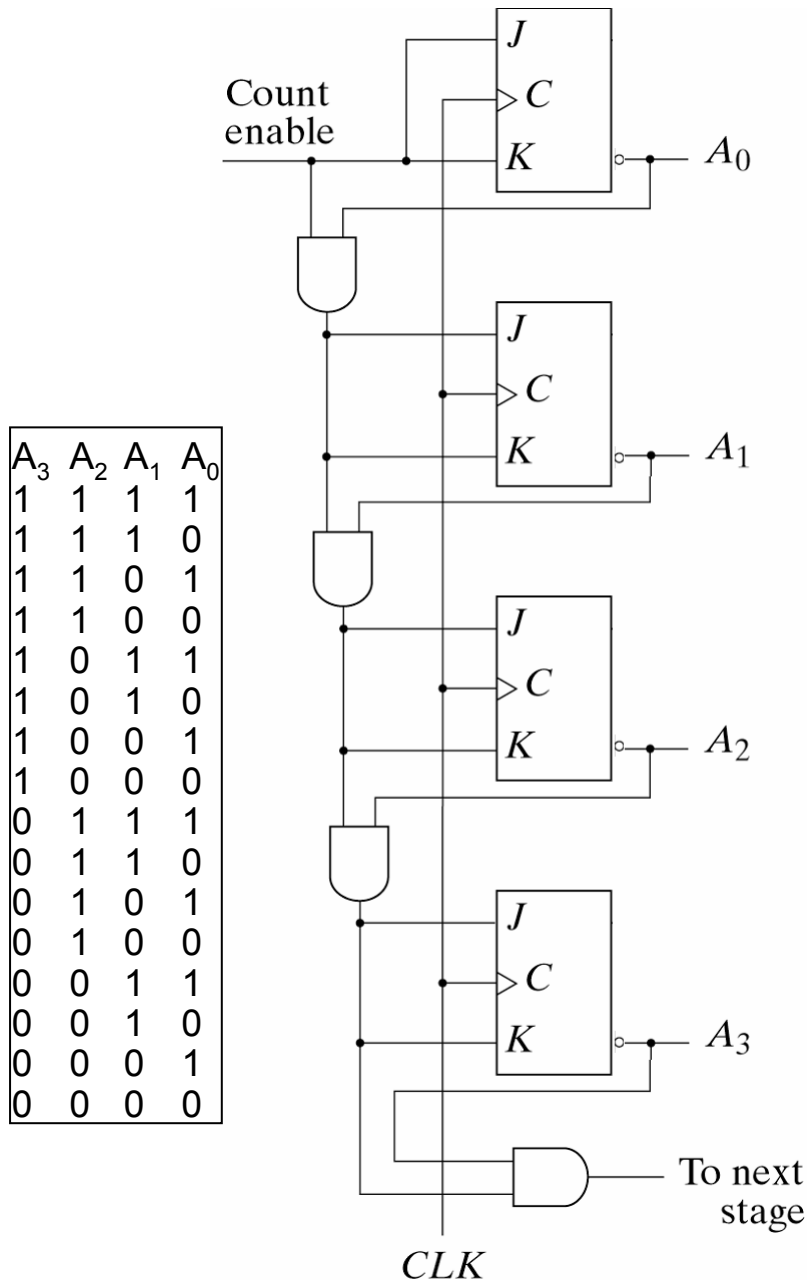 J
C
Count
enable
K
A₀
J
C
K
A₁
A₃ A₂ A₁ A₀
1 1 1 1
1 1 1 0
1 1 0 1
1 1 0 0
1 0 1 1
1 0 1 0
1 0 0 1
1 0 0 0
0 1 1 1
0 1 1 0
0 1 0 1
0 1 0 0
0 0 1 1
0 0 1 0
0 0 0 1
0 0 0 0
J
C
K
A₂
J
C
K
A₃
To next
stage
CLK